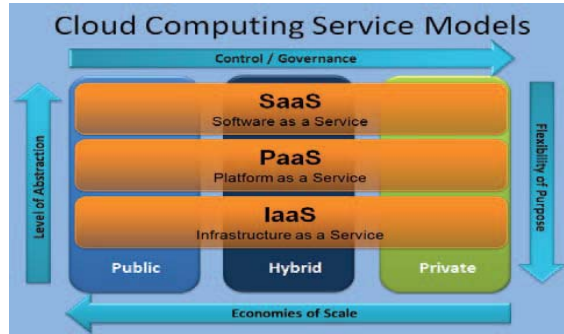 Cloud Computing Service Models
Control / Governance
Level of Abstraction
SaaS
Software as a Service
PaaS
Platform as a Service
IaaS
Infrastructure as a Service
Flexibility of Purpose
Public
Hybrid
Private
Economies of Scale